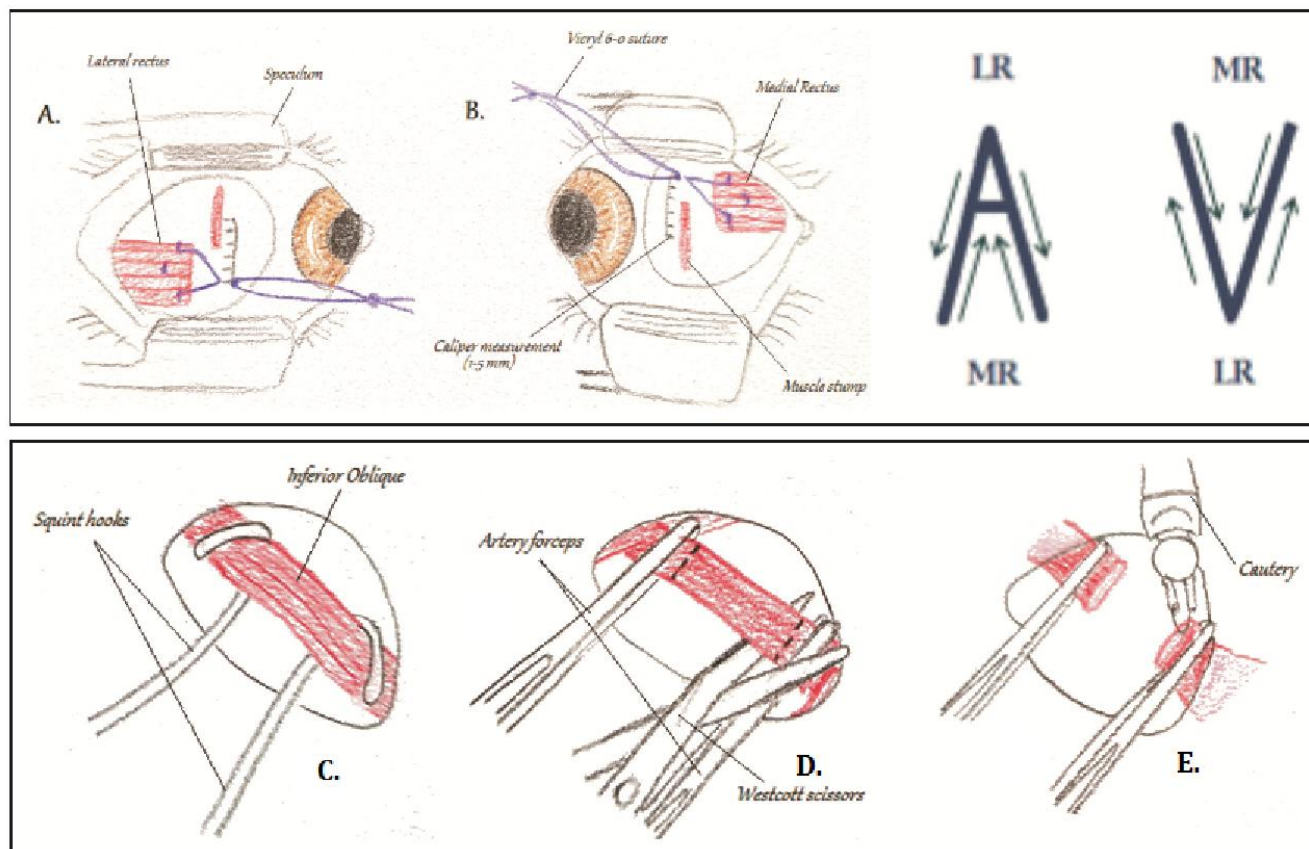 Lateral rectus
Speculum
A.
Vicryl 6-0 suture
B.
Medial Rectus
Caliper measurement
(1-5 mm)
Muscle stump
LR
MR
A
V
MR
LR
Squint hooks
Inferior Oblique
C.
Artery forceps
D.
Westcott scissors
Cautery
E.